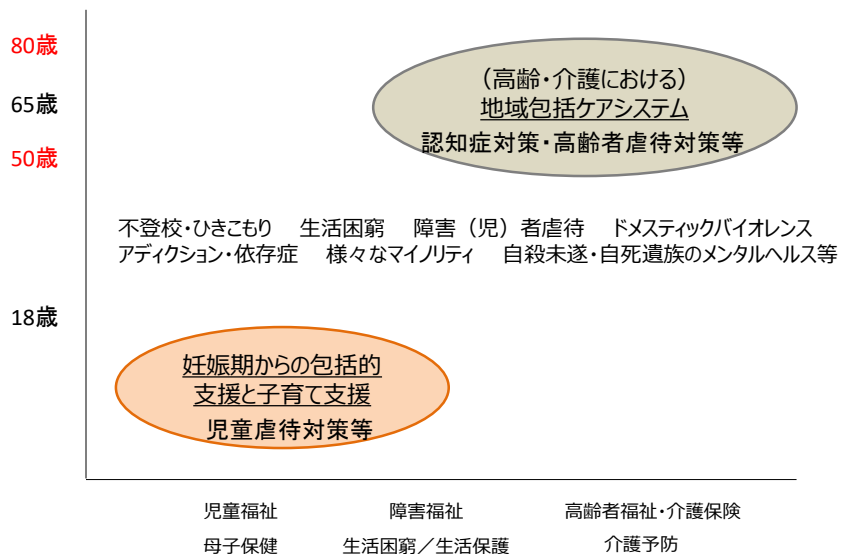 80歳
65歳
50歳
（高齢・介護における）
地域包括ケアシステム
認知症対策・高齢者虐待対策等
不登校・ひきこもり　生活困窮　障害（児）者虐待　ドメスティックバイオレンス
アディクション・依存症　様々なマイノリティ　自殺未遂・自死遺族のメンタルヘルス等
18歳
妊娠期からの包括的
支援と子育て支援
児童虐待対策等
児童福祉　障害福祉　高齢者福祉・介護保険
母子保健　生活困窮／生活保護　介護予防